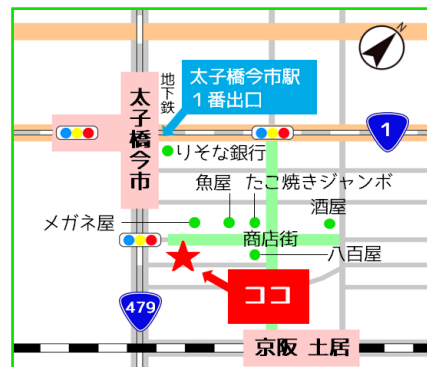 N
太子橋今市駅
1番出口
地下鉄
太子橋今市
1
りそな銀行
魚屋
たこ焼きジャンボ
酒屋
メガネ屋
商店街
八百屋
ココ
479
京阪 土居